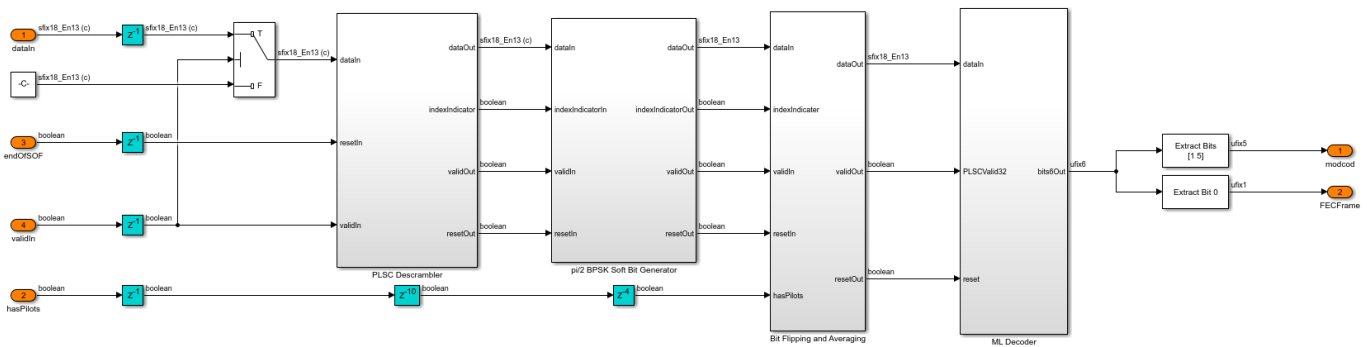 1
dataIn
sfix18_En13 (c)
z-1
sfix18_En13 (c)
T
sfix18_En13 (c)
-C-
sfix18_En13 (c)
F
3
endOfSOF
boolean
z-1
boolean
4
validIn
boolean
z-1
boolean
2
hasPilots
boolean
z-1
boolean
z-10
boolean
z-4
boolean
dataIn
resetIn
validIn
dataOut
indexIndicator
validOut
resetOut
PLSC Descrambler
sfix18_En13 (c)
boolean
boolean
boolean
dataIn
indexIndicatorIn
validIn
resetIn
dataOut
indexIndicatorOut
validOut
resetOut
pi/2 BPSK Soft Bit Generator
sfix18_En13
boolean
boolean
boolean
dataIn
indexIndicater
validIn
resetIn
hasPilots
dataOut
validOut
resetOut
Bit Flipping and Averaging
sfix18_En13
boolean
boolean
dataIn
PLSCValid32
reset
bits6Out
ML Decoder
ufix6
Extract Bits
[1 5]
ufix5
1
modcod
Extract Bit 0
ufix1
2
FECFrame